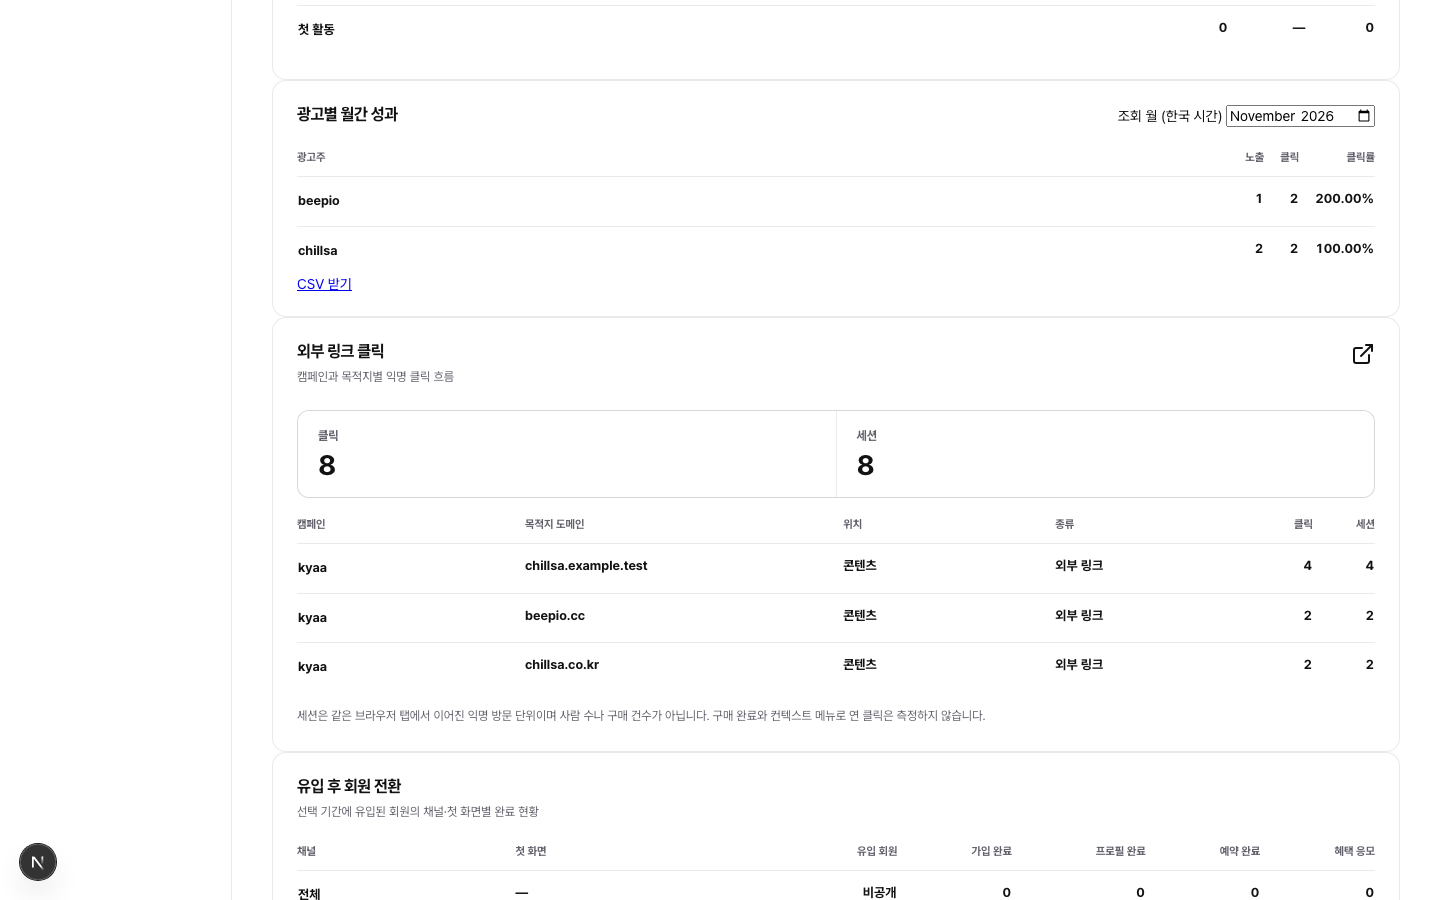 첫 활동 0 — 0
광고별 월간 성과
조회 월 (한국 시간) November 2026
광고주 노출 클릭 클릭률
beepio 1 2 200.00%
chillsa 2 2 100.00%
CSV 받기
외부 링크 클릭
캠페인과 목적지별 익명 클릭 흐름
클릭 세션
8 8
캠페인 목적지 도메인 위치 종류 클릭 세션
kyaa chillsa.example.test 콘텐츠 외부 링크 4 4
kyaa beepio.cc 콘텐츠 외부 링크 2 2
kyaa chillsa.co.kr 콘텐츠 외부 링크 2 2
세션은 같은 브라우저 탭에서 이어진 익명 방문 단위이며 사람 수나 구매 건수가 아닙니다. 구매 완료와 컨텍스트 메뉴로 연 클릭은 측정하지 않습니다.
유입 후 회원 전환
선택 기간에 유입된 회원의 채널·첫 화면별 완료 현황
채널 첫 화면 유입 회원 가입 완료 프로필 완료 예약 완료 혜택 응모
전체 — 비공개 0 0 0 0
N